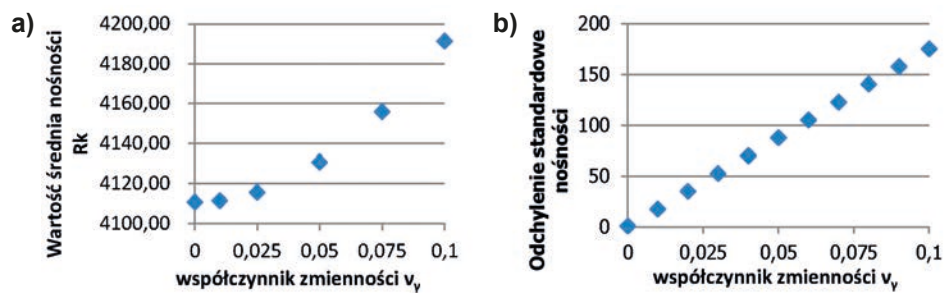 a)
Wartość średnia nośności
Rk
4200,00
4180,00
4160,00
4140,00
4120,00
4100,00
0 0,025 0,05 0,075 0,1
współczynnik zmienności vγ
b)
Odchylenie standardowe
nośności
200
150
100
50
0
0 0,025 0,05 0,075 0,1
współczynnik zmienności vγ